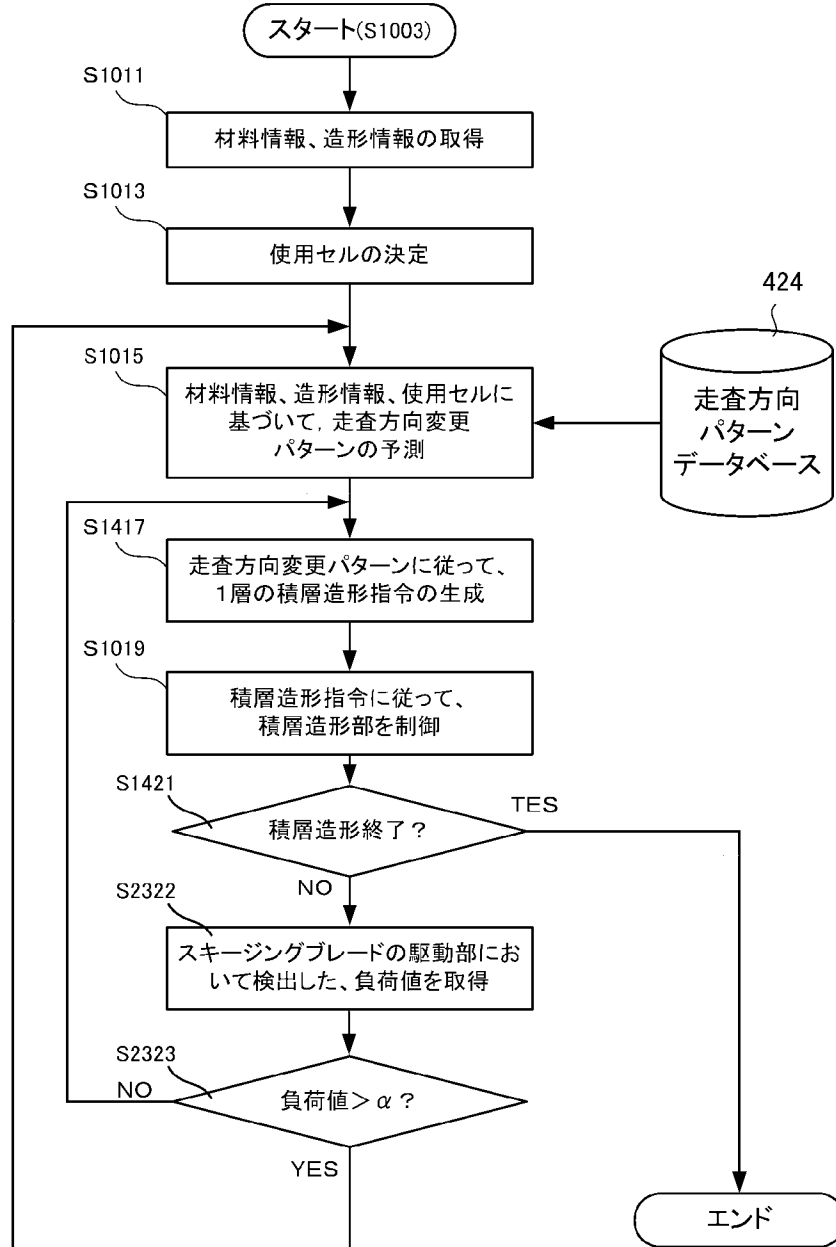 スタート(S1003)
S1011
材料情報、造形情報の取得
S1013
使用セルの決定
424
走査方向
パターン
データベース
S1015
材料情報、造形情報、使用セルに
基づいて，走査方向変更
パターンの予測
S1417
走査方向変更パターンに従って、
1層の積層造形指令の生成
S1019
積層造形指令に従って、
積層造形部を制御
S1421
積層造形終了？
TES
NO
S2322
スキージングブレードの駆動部にお
いて検出した、負荷値を取得
S2323
NO
負荷値＞α？
YES
エンド